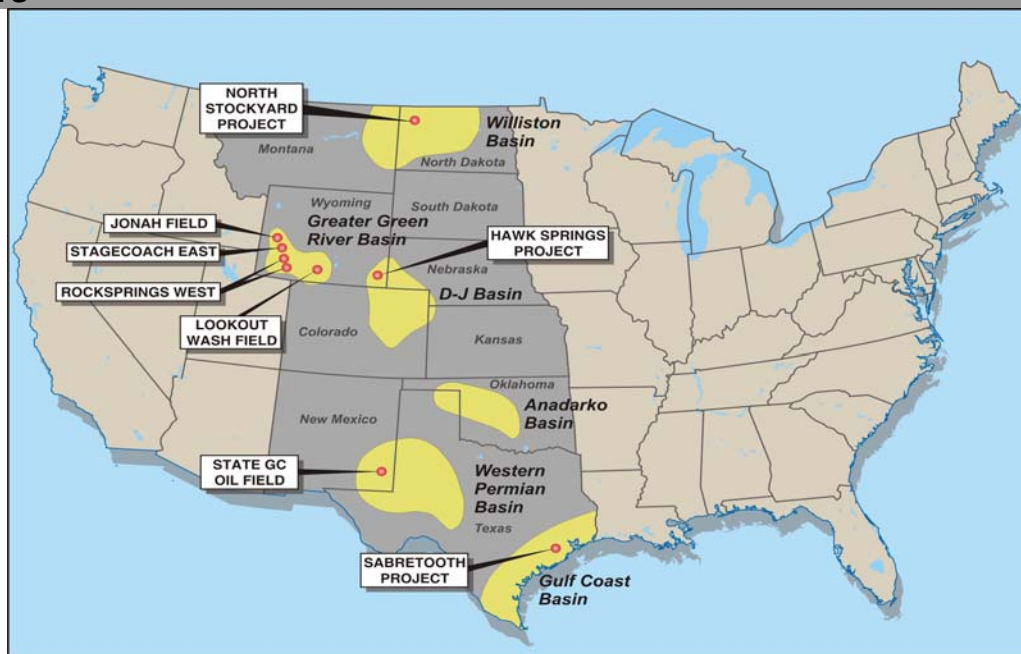 NORTH
STOCKYARD
PROJECT
Williston
Basin
Montana
North Dakota
Wyoming
South Dakota
JONAH FIELD
Greater Green
River Basin
STAGECOACH EAST
HAWK SPRINGS
PROJECT
Nebraska
ROCKSPRINGS WEST
D-J Basin
LOOKOUT
WASH FIELD
Colorado
Kansas
Oklahoma
Anadarko
Basin
New Mexico
STATE GC
OIL FIELD
Western
Permian
Basin
Texas
SABRETOOTH
PROJECT
Gulf Coast
Basin